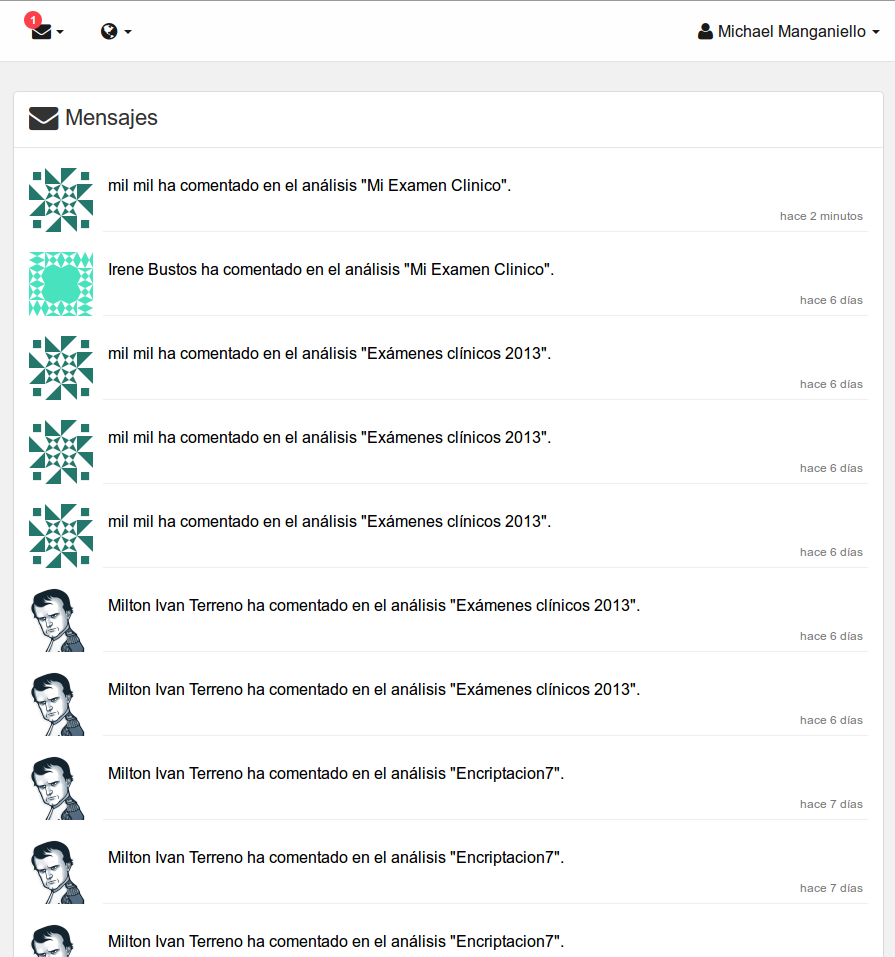 1
Michael Manganiello
Mensajes
mil mil ha comentado en el análisis "Mi Examen Clinico".
hace 2 minutos
Irene Bustos ha comentado en el análisis "Mi Examen Clinico".
hace 6 días
mil mil ha comentado en el análisis "Exámenes clínicos 2013".
hace 6 días
mil mil ha comentado en el análisis "Exámenes clínicos 2013".
hace 6 días
mil mil ha comentado en el análisis "Exámenes clínicos 2013".
hace 6 días
Milton Ivan Terreno ha comentado en el análisis "Exámenes clínicos 2013".
hace 6 días
Milton Ivan Terreno ha comentado en el análisis "Exámenes clínicos 2013".
hace 6 días
Milton Ivan Terreno ha comentado en el análisis "Encriptacion7".
hace 7 días
Milton Ivan Terreno ha comentado en el análisis "Encriptacion7".
hace 7 días
Milton Ivan Terreno ha comentado en el análisis "Encriptacion7".